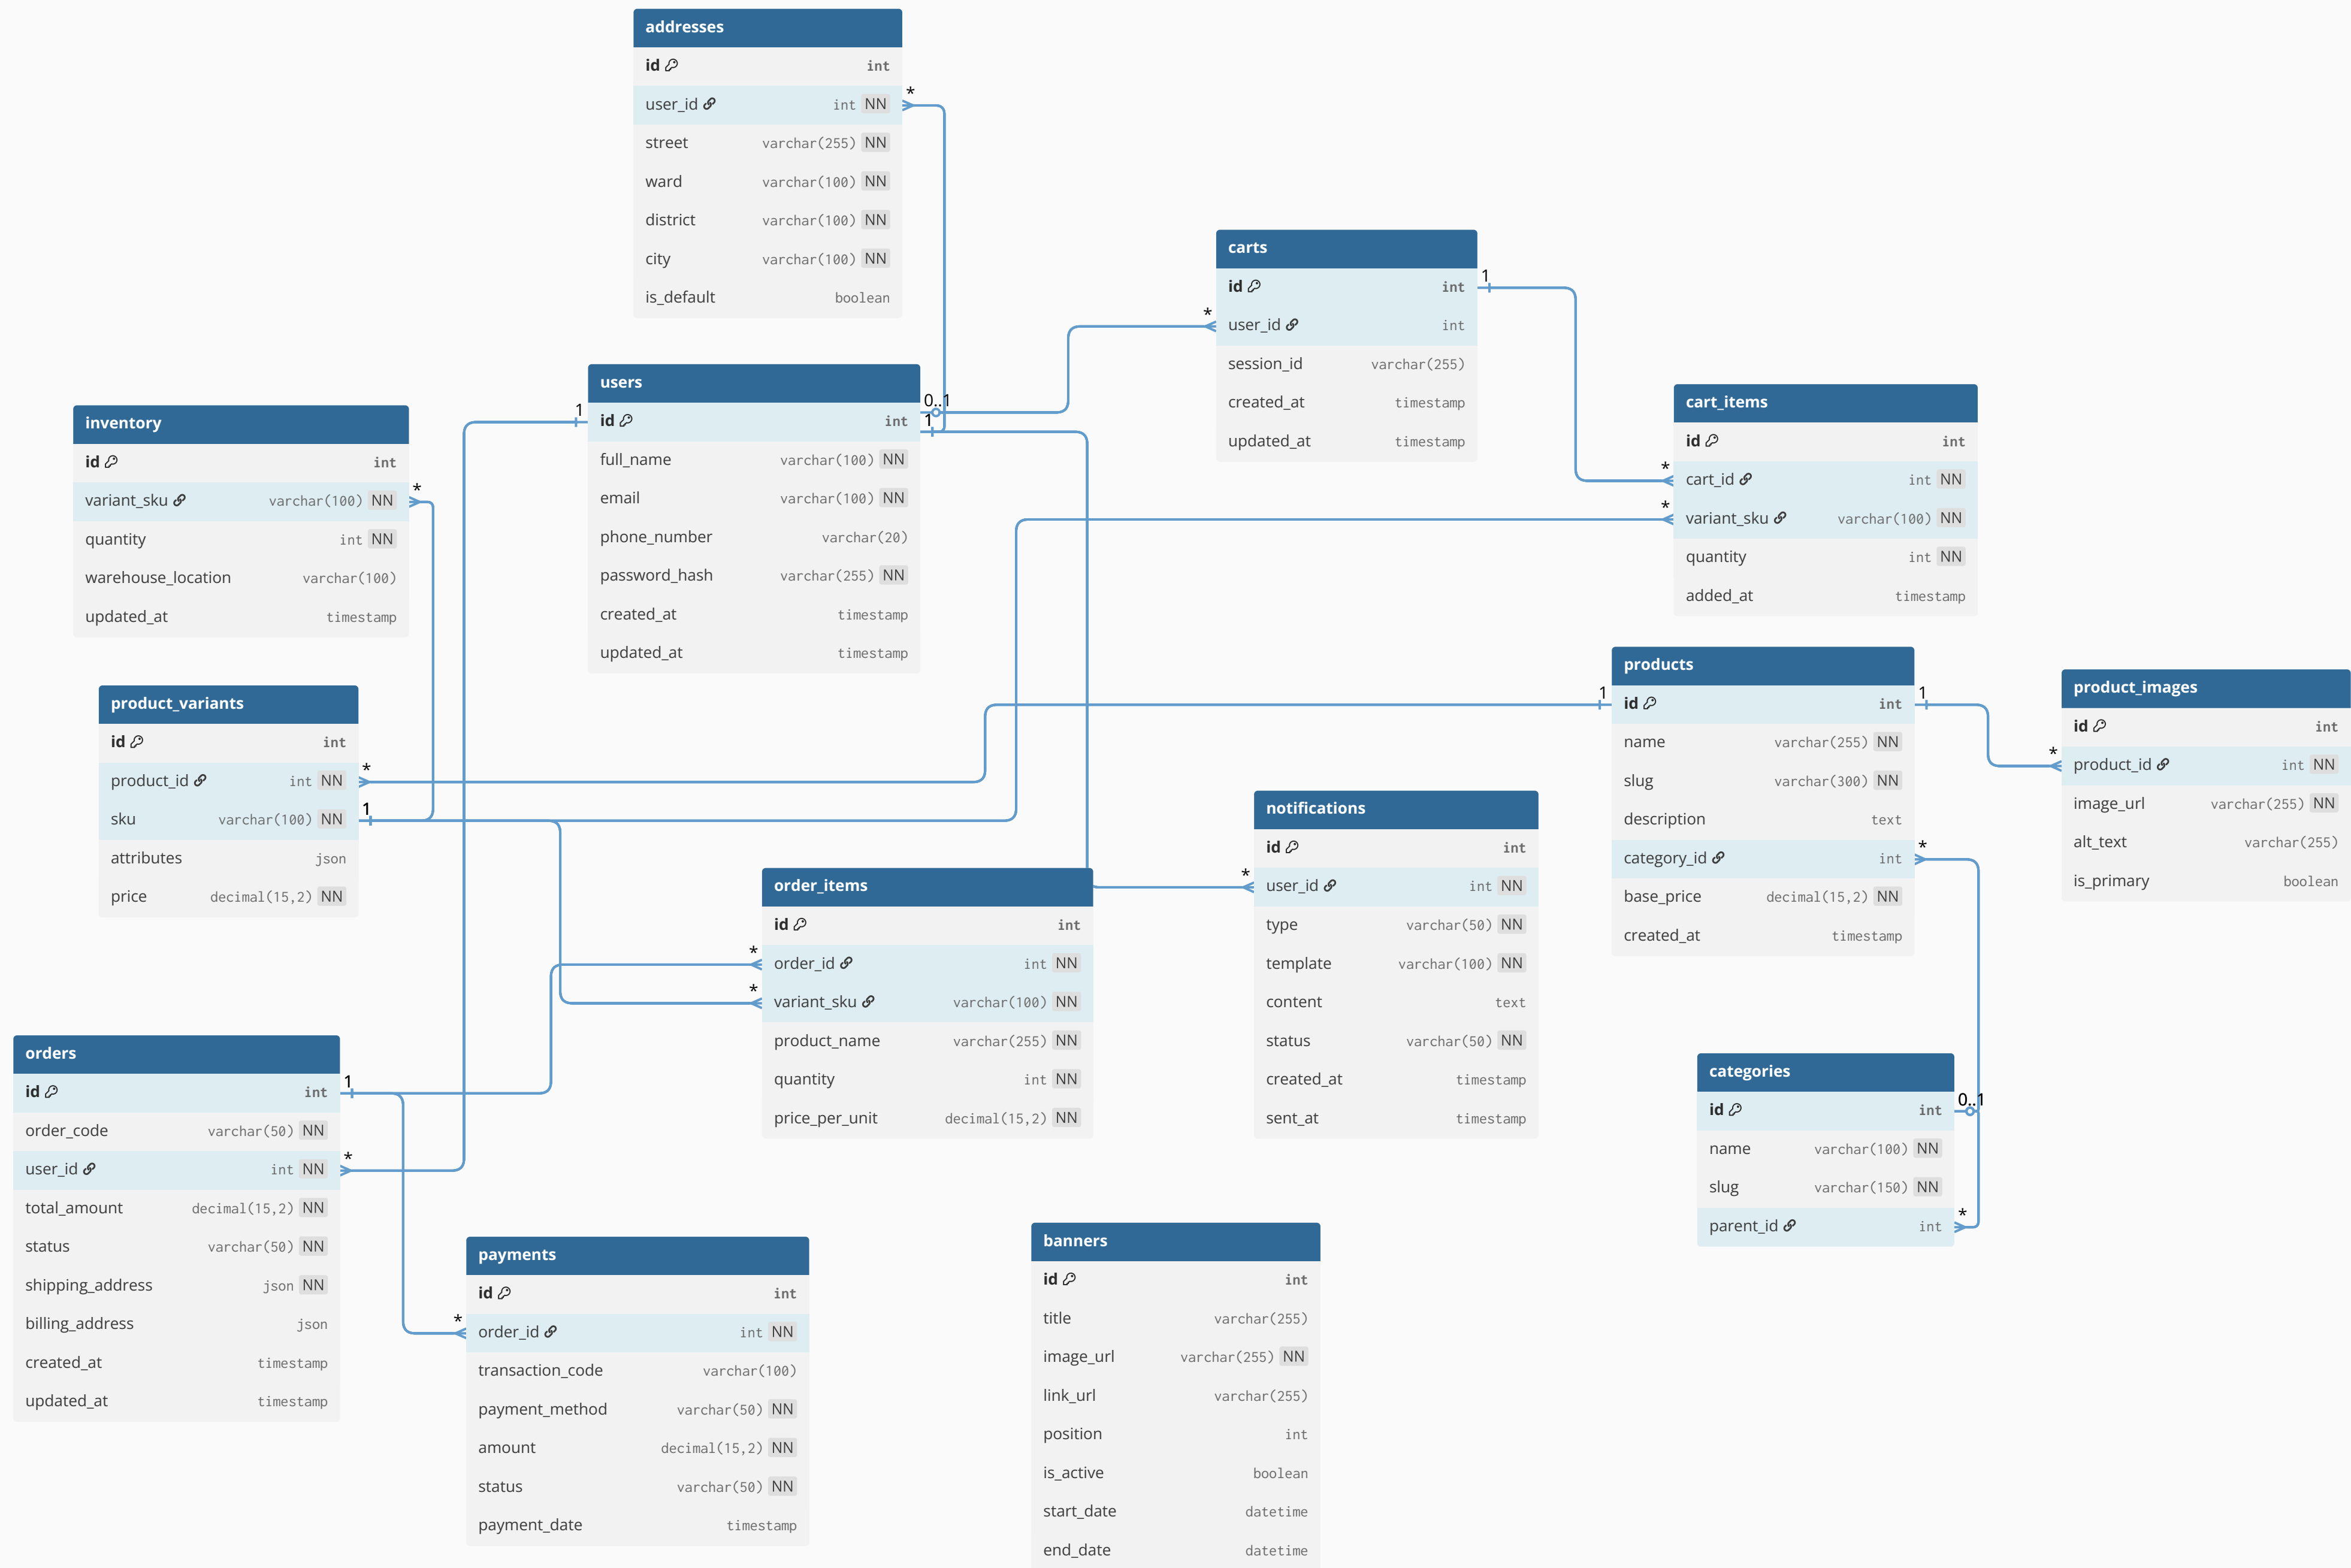 addresses
id int
user_id int NN
street varchar(255) NN
ward varchar(100) NN
district varchar(100) NN
city varchar(100) NN
is_default boolean
*
carts
id int
user_id int
session_id varchar(255)
created_at timestamp
updated_at timestamp
1
*
users
id int
full_name varchar(100) NN
email varchar(100) NN
phone_number varchar(20)
password_hash varchar(255) NN
created_at timestamp
updated_at timestamp
1
0..1
1
cart_items
id int
cart_id int NN
variant_sku varchar(100) NN
quantity int NN
added_at timestamp
*
*
inventory
id int
variant_sku varchar(100) NN
quantity int NN
warehouse_location varchar(100)
updated_at timestamp
*
products
id int
name varchar(255) NN
slug varchar(300) NN
description text
category_id int
base_price decimal(15,2) NN
created_at timestamp
1
1
*
product_images
id int
product_id int NN
image_url varchar(255) NN
alt_text varchar(255)
is_primary boolean
*
product_variants
id int
product_id int NN
sku varchar(100) NN
attributes json
price decimal(15,2) NN
*
1
notifications
id int
user_id int NN
type varchar(50) NN
template varchar(100) NN
content text
status varchar(50) NN
created_at timestamp
sent_at timestamp
*
order_items
id int
order_id int NN
variant_sku varchar(100) NN
product_name varchar(255) NN
quantity int NN
price_per_unit decimal(15,2) NN
*
*
orders
id int
order_code varchar(50) NN
user_id int NN
total_amount decimal(15,2) NN
status varchar(50) NN
shipping_address json NN
billing_address json
created_at timestamp
updated_at timestamp
1
*
categories
id int
name varchar(100) NN
slug varchar(150) NN
parent_id int
0..1
*
payments
id int
order_id int NN
transaction_code varchar(100)
payment_method varchar(50) NN
amount decimal(15,2) NN
status varchar(50) NN
payment_date timestamp
*
banners
id int
title varchar(255)
image_url varchar(255) NN
link_url varchar(255)
position int
is_active boolean
start_date datetime
end_date datetime